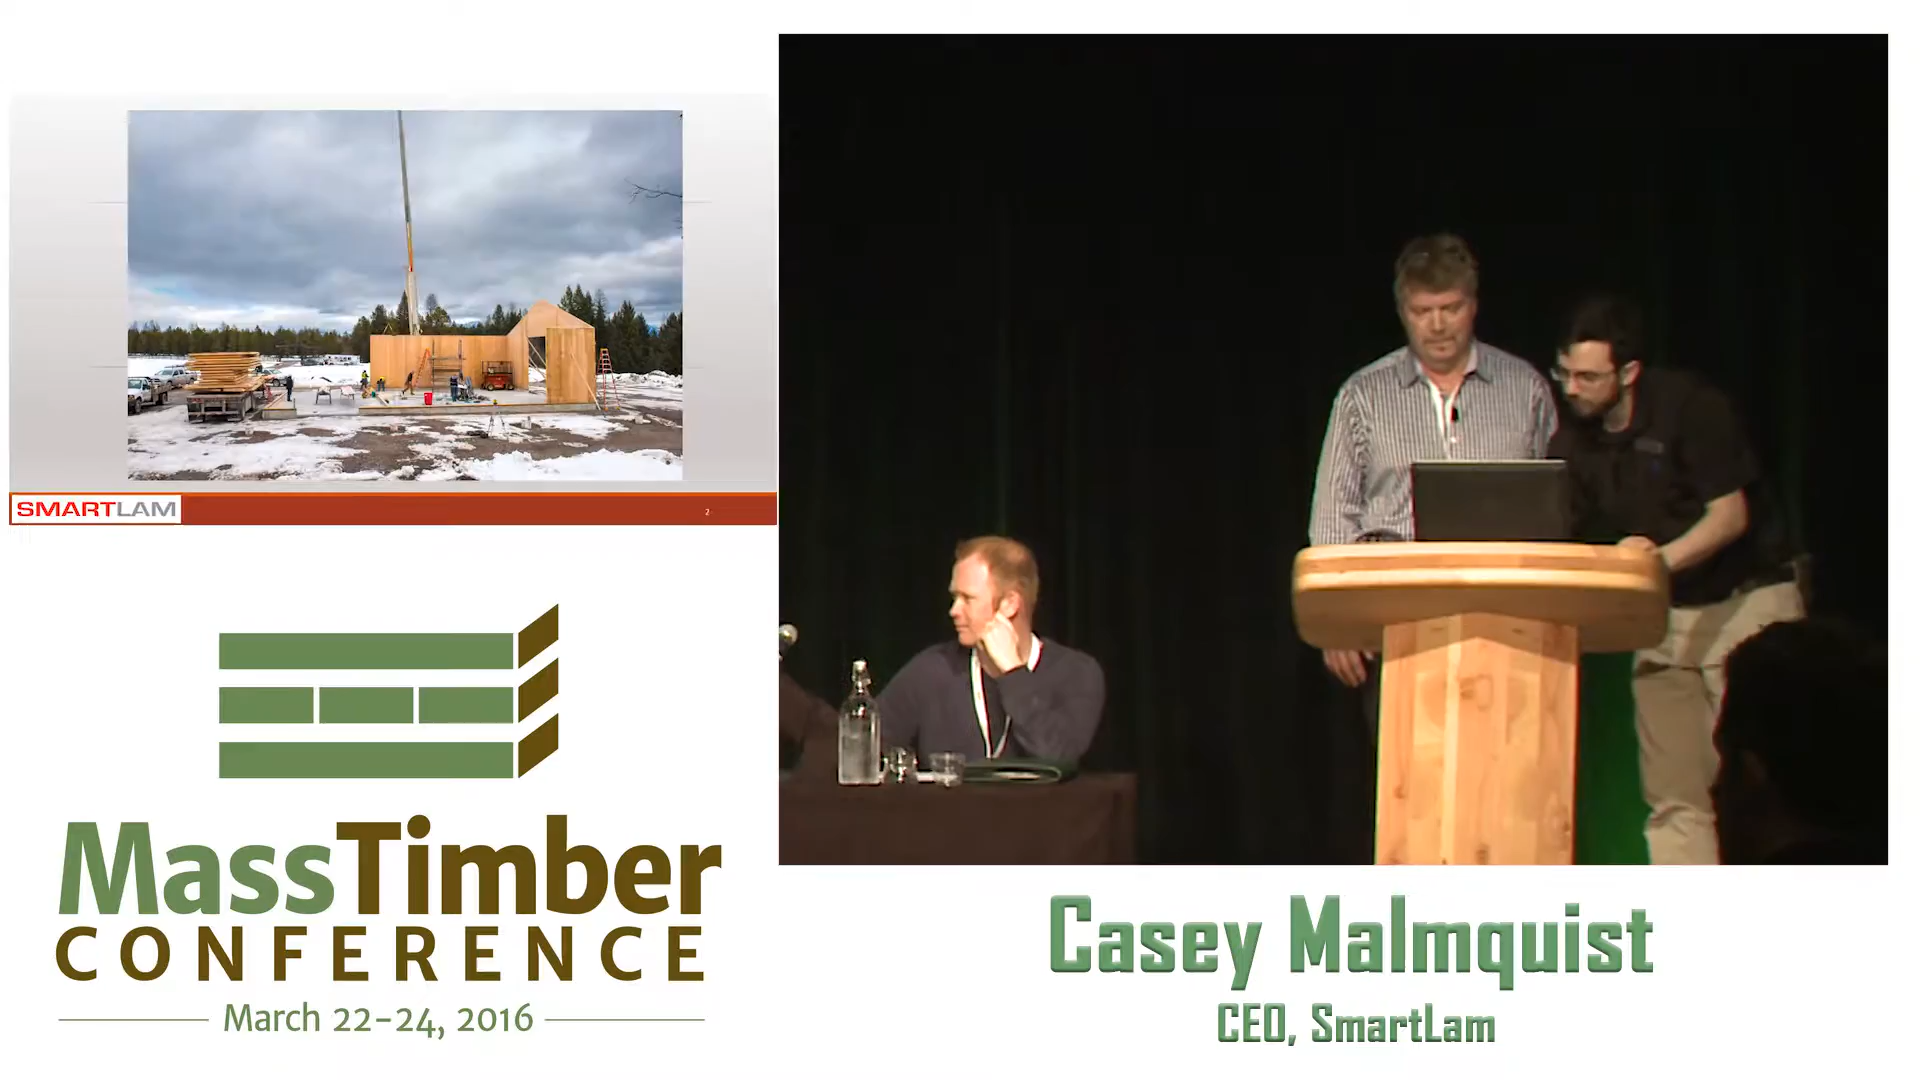 SMARTLAM
2
MassTimber
CONFERENCE
March 22-24, 2016
Casey Malmquist
CEO, SmartLam